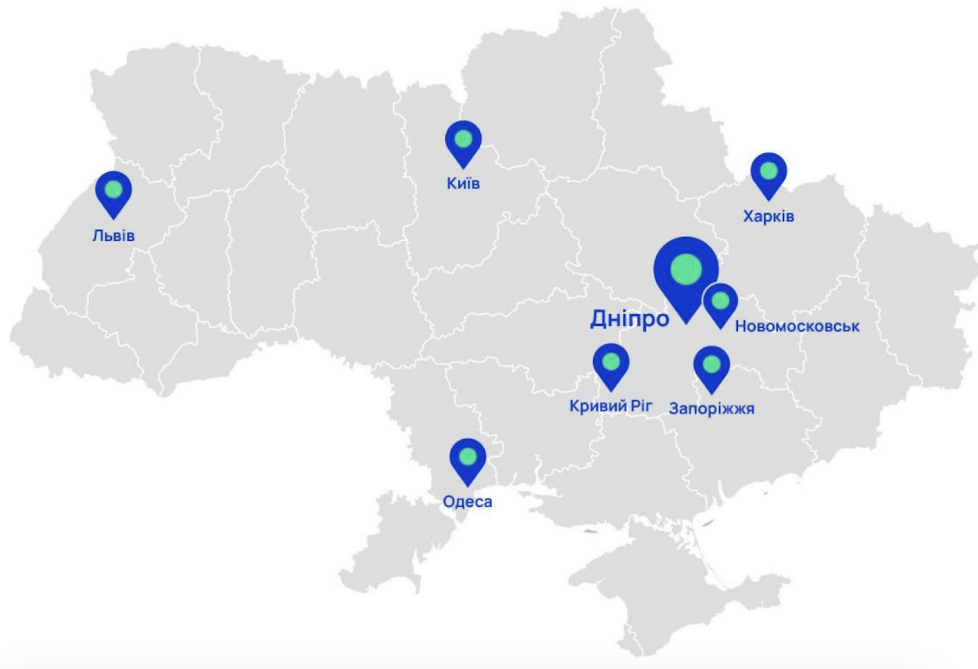 Київ
Харків
Львів
Дніпро
Новомосковськ
Кривий Ріг
Запоріжжя
Одеса